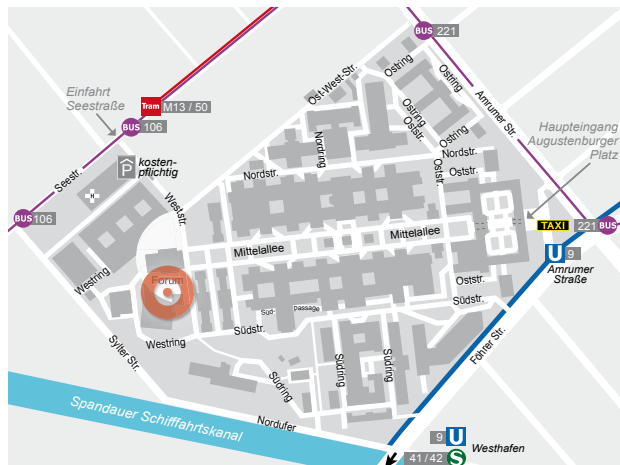 BUS 221
Ostring
Ostring
Ost-West-Str.
Amrumer Str.
Einfahrt
Seestraße
Tram M13 / 50
BUS 106
Ostring
Oststr.
Ostring
Haupteingang
Augustenburger
Platz
Nordring
P
kosten-
pflichtig
Nordstr.
Nordstr.
Oststr.
Oststr.
Seestr.
H
Weststr.
BUS 106
Mittelallee
Mittelallee
TAXI
221 BUS
U 9
Amrumer
Straße
Westring
Forum
Oststr.
Südstr.
Süd-
passage
Südstr.
Westring
Sylter Str.
Föhrer Str.
Südring
Südring
Südring
Spandauer Schifffahrtskanal
Nordufer
9 U
Westhafen
41 / 42 S